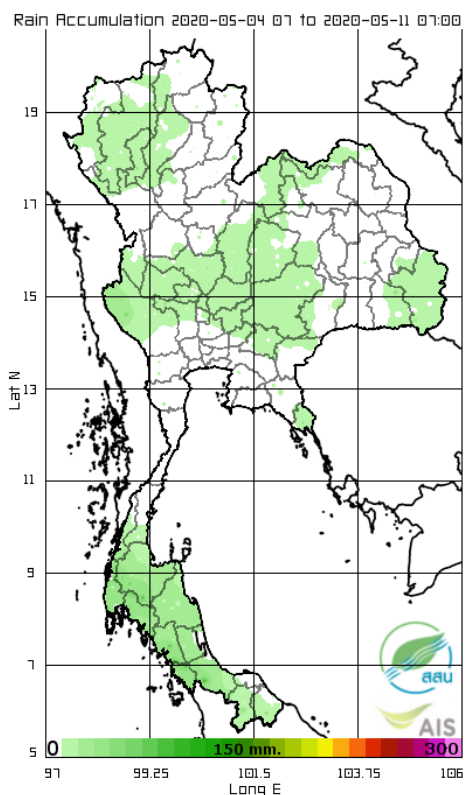 Rain Accumulation 2020-05-04 07 to 2020-05-11 07:00
19
17
15
13
11
9
7
5
Lat N
สสน
AIS
0 150 mm. 300
97 99.25 101.5 103.75 106
Long E